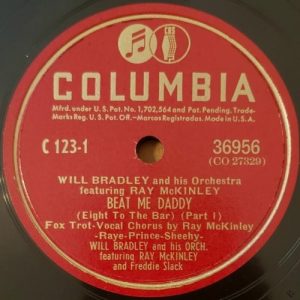 COLUMBIA
Mfrd. under U.S. Pat. No. 1,702,564 and Pat. Pending. Trade-
Marks Reg. U.S. Pat. Off.-Marcas Registradas. Made in U.S.A.
C 123-1
36956
(CO 27329)
WILL BRADLEY and his Orchestra
featuring RAY McKINLEY
BEAT ME DADDY
(Eight To The Bar) (Part I)
Fox Trot-Vocal Chorus by Ray McKinley
-Raye-Prince-Sheehy-
WILL BRADLEY and his ORCH.
featuring RAY McKINLEY
and Freddie Slack